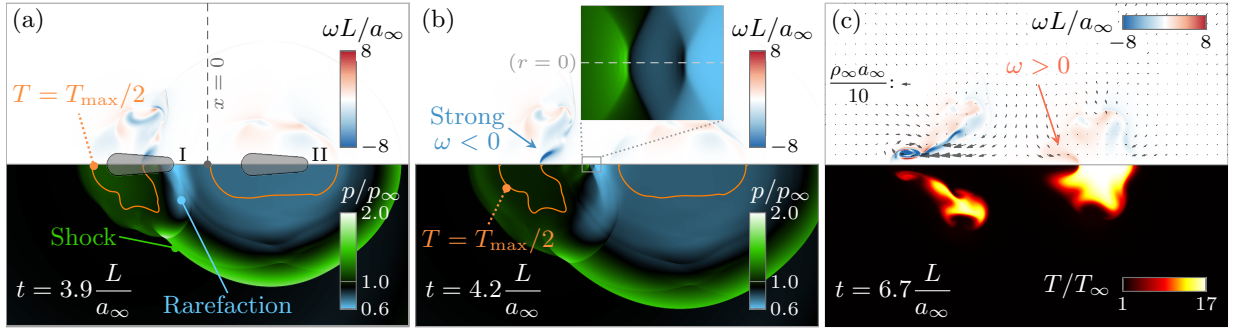 (a)
ωL/a∞
8
−8
x = 0
T = Tmax/2
I
II
p/p∞
2.0
1.0
0.6
Shock
Rarefaction
t = 3.9 L/a∞
(b)
ωL/a∞
8
−8
(r = 0)
Strong
ω < 0
p/p∞
2.0
1.0
0.6
T = Tmax/2
t = 4.2 L/a∞
(c)
ωL/a∞
−8
8
ρ∞a∞/10 :
ω > 0
T/T∞
1
17
t = 6.7 L/a∞